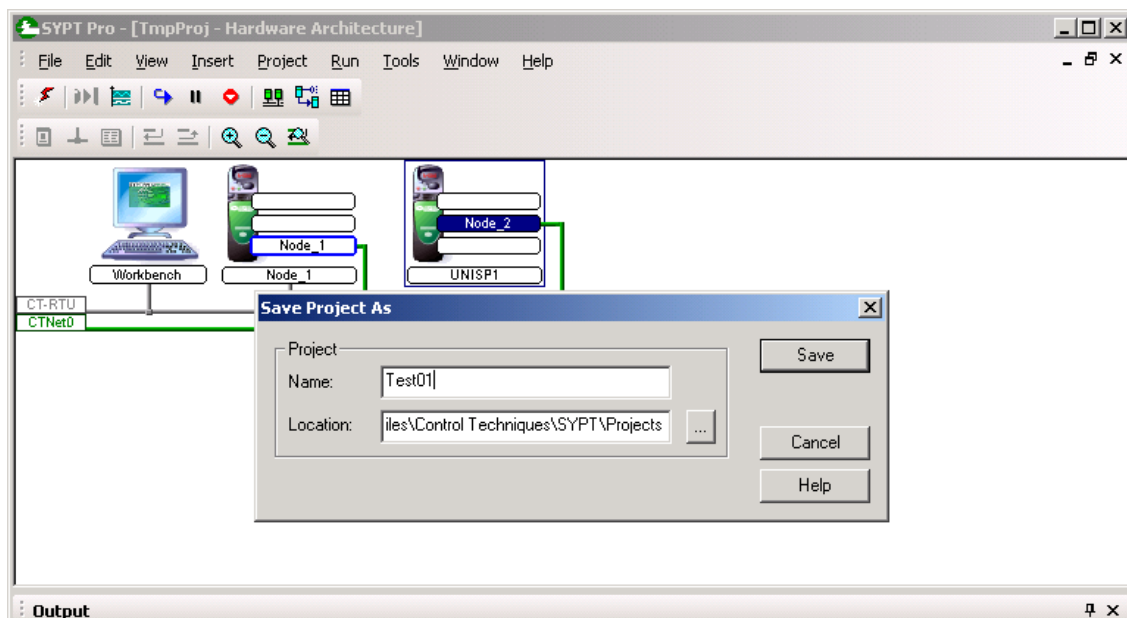 SYPT Pro - [TmpProj - Hardware Architecture]
File Edit View Insert Project Run Tools Window Help
Node_2
Node_1
Workbench
Node_1
UNISP1
CT-RTU
CTNet0
Save Project As
Project
Name:
Test01
Save
Location:
iles\Control Techniques\SYPT\Projects
...
Cancel
Help
Output